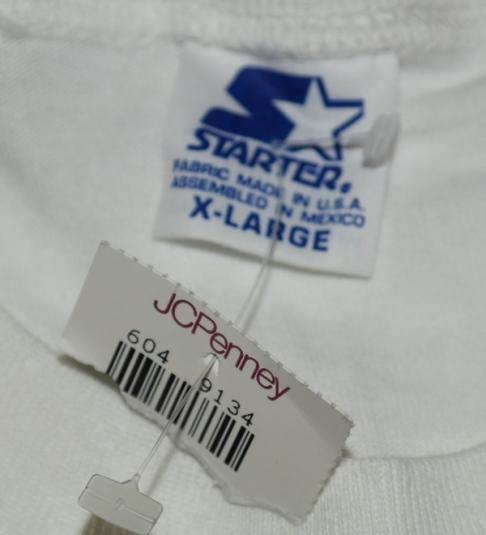 STARTER®
FABRIC MADE IN U.S.A.
ASSEMBLED IN MEXICO
X-LARGE
JCPenney
604 9134